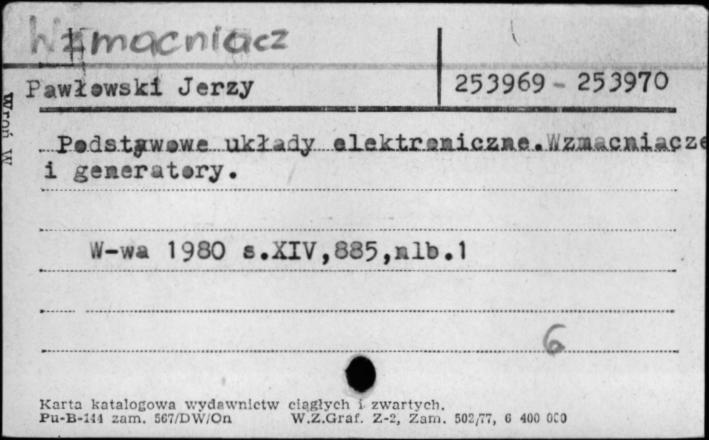 Wzmacniacz
Pawłowski Jerzy
253969 - 253970
Podstawowe układy elektroniczne.Wzmacniacze
i generatory.
W-wa 1980 s.XIV,885,nlb.1
6
Karta katalogowa wydawnictw ciągłych i zwartych.
Pu-B-144 zam. 567/DW/On W.Z.Graf. Z-2, Zam. 502/77, 6 400 000